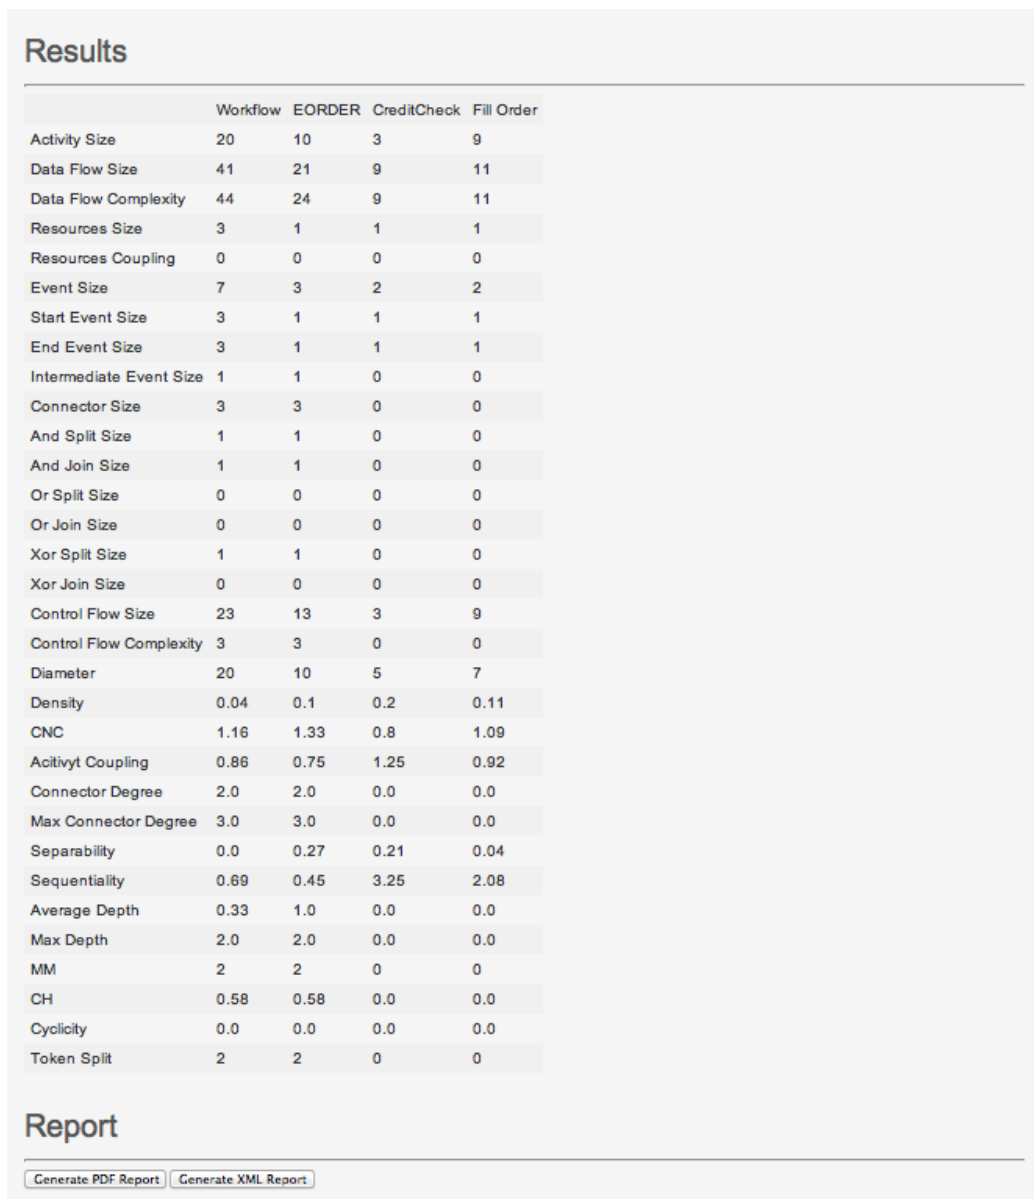 Results
Workflow EORDER CreditCheck Fill Order
Activity Size 20 10 3 9
Data Flow Size 41 21 9 11
Data Flow Complexity 44 24 9 11
Resources Size 3 1 1 1
Resources Coupling 0 0 0 0
Event Size 7 3 2 2
Start Event Size 3 1 1 1
End Event Size 3 1 1 1
Intermediate Event Size 1 1 0 0
Connector Size 3 3 0 0
And Split Size 1 1 0 0
And Join Size 1 1 0 0
Or Split Size 0 0 0 0
Or Join Size 0 0 0 0
Xor Split Size 1 1 0 0
Xor Join Size 0 0 0 0
Control Flow Size 23 13 3 9
Control Flow Complexity 3 3 0 0
Diameter 20 10 5 7
Density 0.04 0.1 0.2 0.11
CNC 1.16 1.33 0.8 1.09
Acitivyt Coupling 0.86 0.75 1.25 0.92
Connector Degree 2.0 2.0 0.0 0.0
Max Connector Degree 3.0 3.0 0.0 0.0
Separability 0.0 0.27 0.21 0.04
Sequentiality 0.69 0.45 3.25 2.08
Average Depth 0.33 1.0 0.0 0.0
Max Depth 2.0 2.0 0.0 0.0
MM 2 2 0 0
CH 0.58 0.58 0.0 0.0
Cyclicity 0.0 0.0 0.0 0.0
Token Split 2 2 0 0
Report
Generate PDF Report Generate XML Report